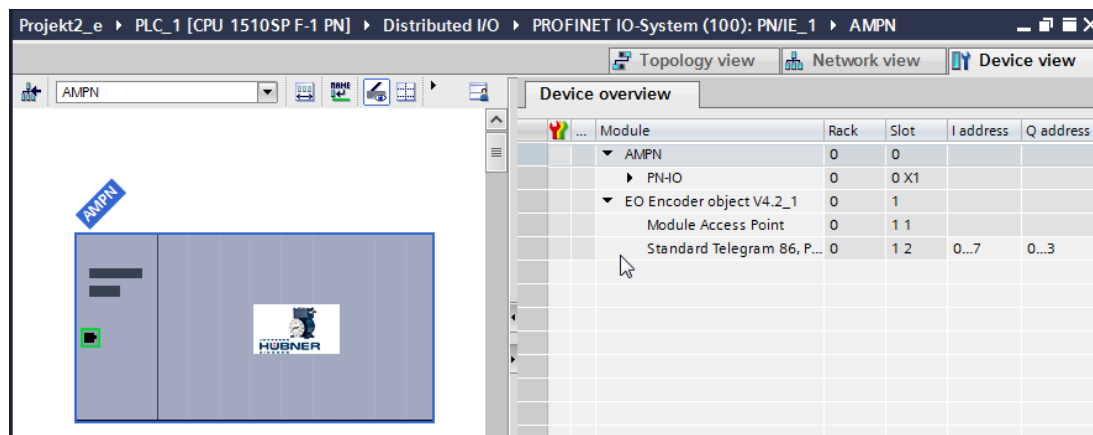 Projekt2_e ▸ PLC_1 [CPU 1510SP F-1 PN] ▸ Distributed I/O ▸ PROFINET IO-System (100): PN/IE_1 ▸ AMPN
Topology view Network view Device view
AMPN
Device overview
... Module Rack Slot I address Q address
AMPN 0 0
PN-IO 0 0 X1
EO Encoder object V4.2_1 0 1
Module Access Point 0 1 1
Standard Telegram 86, P... 0 1 2 0...7 0...3
AMPN
HÜBNER